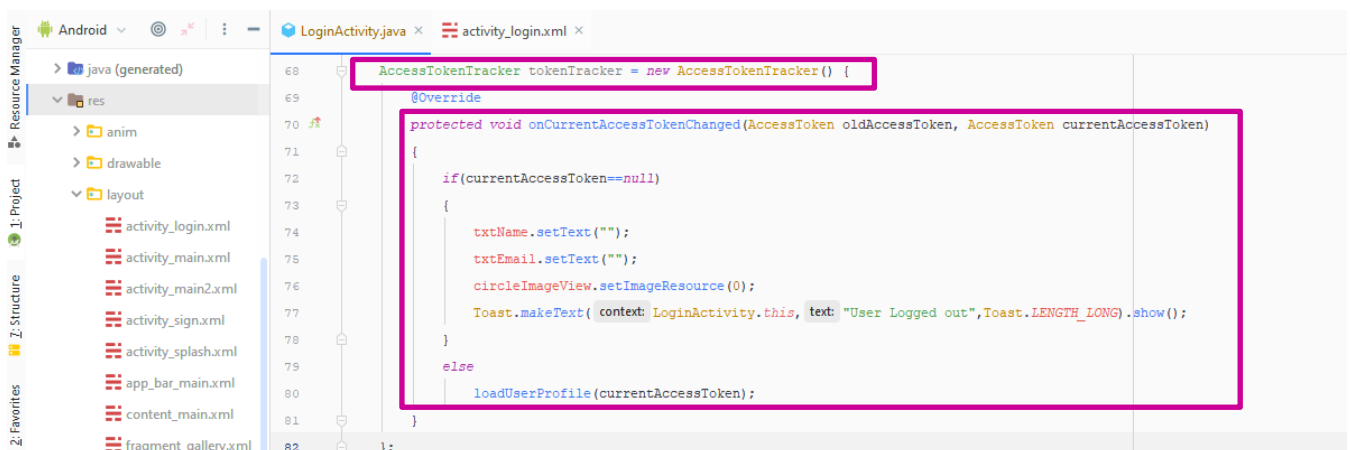 Android
LoginActivity.java
activity_login.xml
Resource Manager
1: Project
7: Structure
2: Favorites
java (generated)
res
anim
drawable
layout
activity_login.xml
activity_main.xml
activity_main2.xml
activity_sign.xml
activity_splash.xml
app_bar_main.xml
content_main.xml
fragment_gallery.xml
68 AccessTokenTracker tokenTracker = new AccessTokenTracker() {
69 @Override
70 protected void onCurrentAccessTokenChanged(AccessToken oldAccessToken, AccessToken currentAccessToken)
71 {
72 if(currentAccessToken==null)
73 {
74 txtName.setText("");
75 txtEmail.setText("");
76 circleImageView.setImageResource(0);
77 Toast.makeText( context: LoginActivity.this, text: "User Logged out",Toast.LENGTH_LONG).show();
78 }
79 else
80 loadUserProfile(currentAccessToken);
81 }
82 };